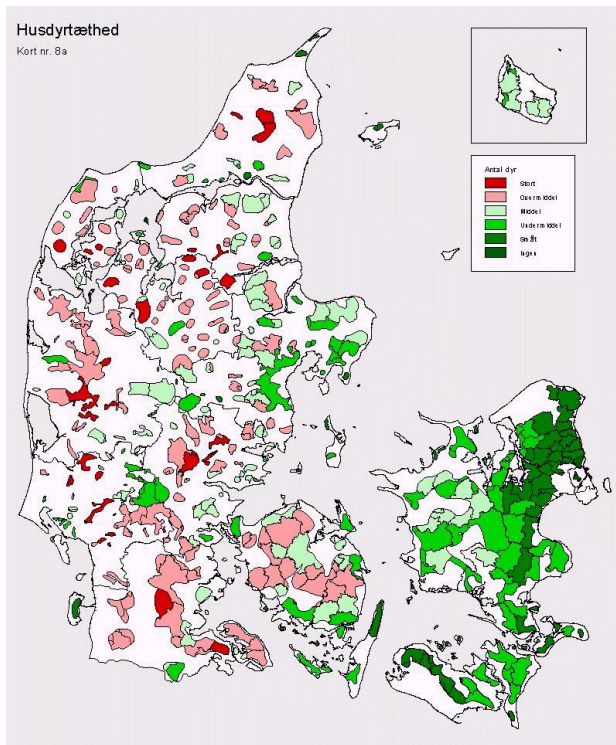 Husdyrtæthed
Kort nr. 8a
Antal dyr
Stort
Overmiddel
Middel
Undermiddel
Småt
Ingen